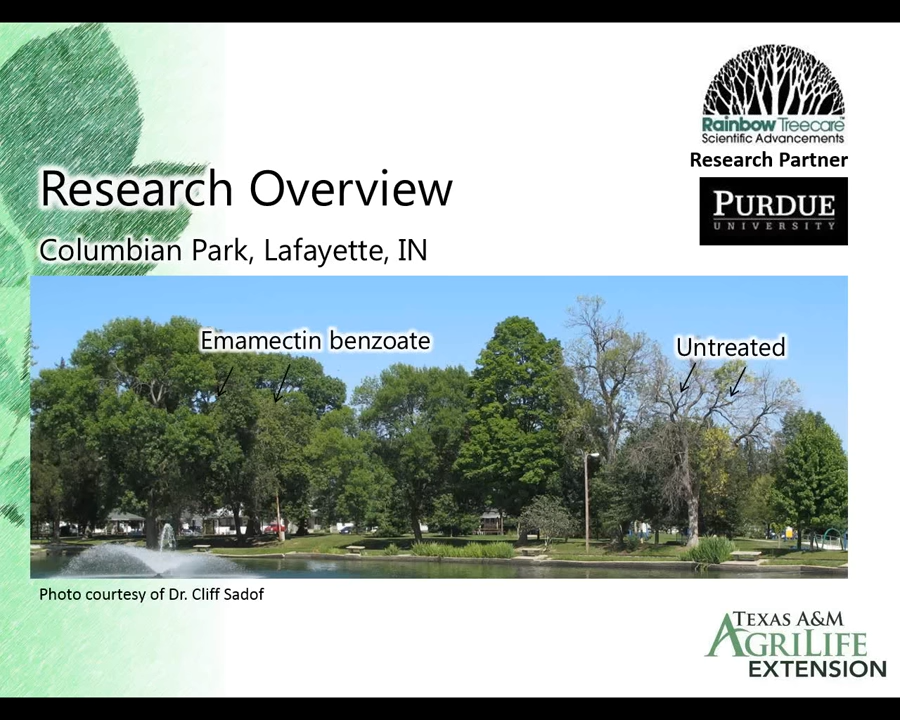 Rainbow Treecare
Scientific Advancements
Research Partner
PURDUE
UNIVERSITY
Research Overview
Columbian Park, Lafayette, IN
Emamectin benzoate
Untreated
Photo courtesy of Dr. Cliff Sadof
TEXAS A&M
AGRILIFE
EXTENSION